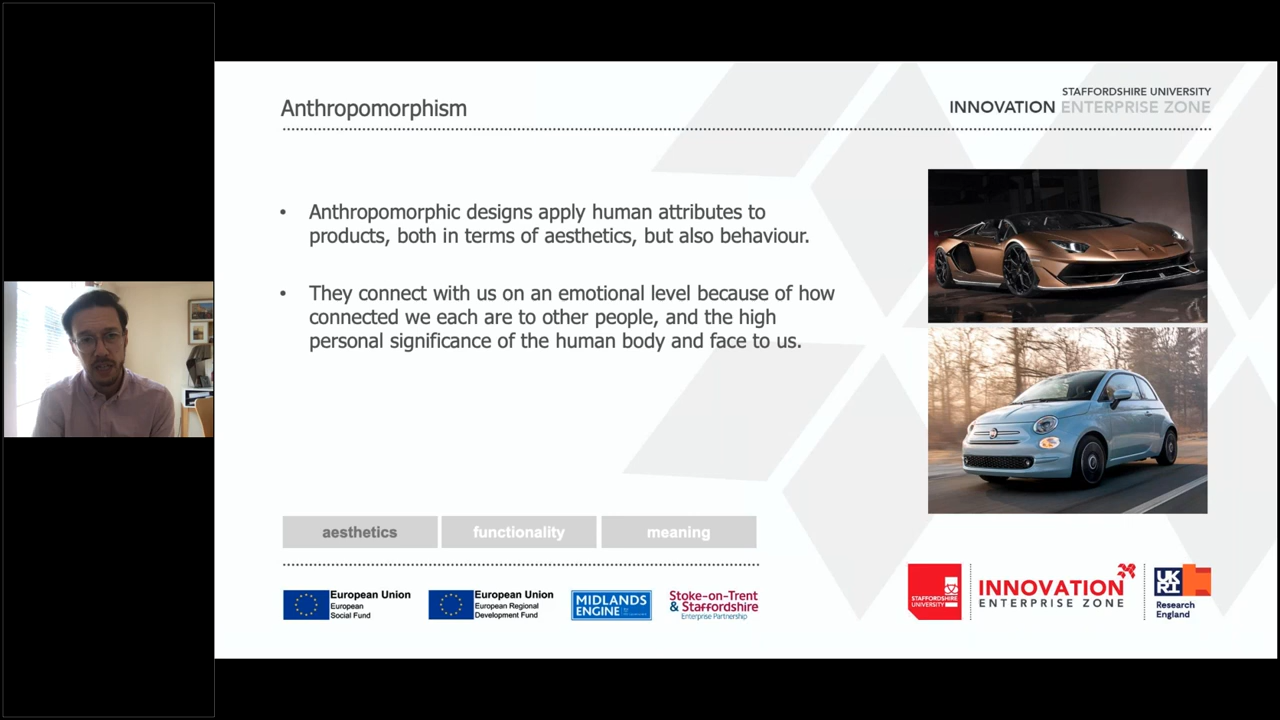 Anthropomorphism
STAFFORDSHIRE UNIVERSITY
INNOVATION ENTERPRISE ZONE
• Anthropomorphic designs apply human attributes to
products, both in terms of aesthetics, but also behaviour.
• They connect with us on an emotional level because of how
connected we each are to other people, and the high
personal significance of the human body and face to us.
aesthetics
functionality
meaning
European Union
European
Social Fund
European Union
European Regional
Development Fund
MIDLANDS
ENGINE
Stoke-on-Trent
& Staffordshire
Enterprise Partnership
STAFFORDSHIRE
UNIVERSITY
INNOVATION
ENTERPRISE ZONE
UK
RI
Research
England